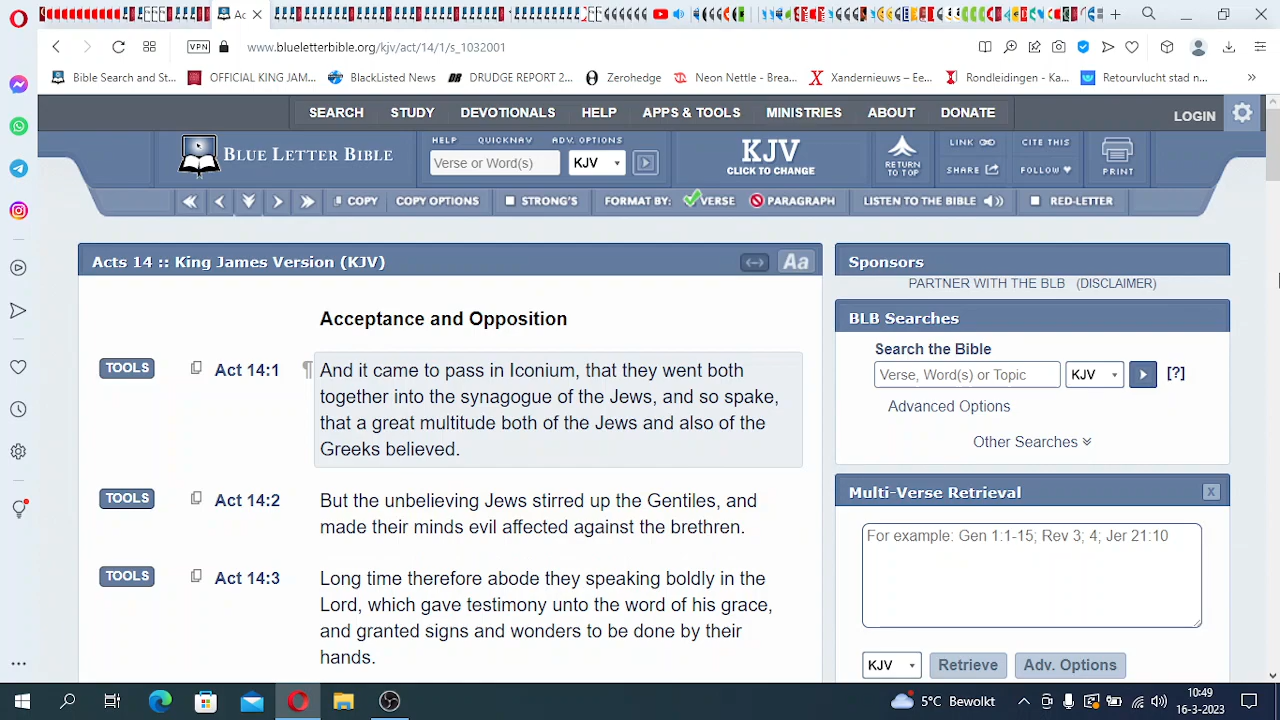 Ac
VPN
www.blueletterbible.org/kjv/act/14/1/s_1032001
Bible Search and St...
OFFICIAL KING JAM...
BlackListed News
DRUDGE REPORT 2...
Zerohedge
Neon Nettle - Brea...
Xandernieuws – Ee...
Rondleidingen - Ka...
Retourvlucht stad n...
SEARCH
STUDY
DEVOTIONALS
HELP
APPS & TOOLS
MINISTRIES
ABOUT
DONATE
LOGIN
BLUE LETTER BIBLE
HELP
QUICKNAV
ADV. OPTIONS
Verse or Word(s)
KJV
KJV
CLICK TO CHANGE
RETURN
TO TOP
LINK
CITE THIS
SHARE
FOLLOW
PRINT
COPY
COPY OPTIONS
STRONG'S
FORMAT BY:
VERSE
PARAGRAPH
LISTEN TO THE BIBLE
RED-LETTER
Acts 14 :: King James Version (KJV)
Aa
Acceptance and Opposition
TOOLS
Act 14:1
¶
And it came to pass in Iconium, that they went both
together into the synagogue of the Jews, and so spake,
that a great multitude both of the Jews and also of the
Greeks believed.
TOOLS
Act 14:2
But the unbelieving Jews stirred up the Gentiles, and
made their minds evil affected against the brethren.
TOOLS
Act 14:3
Long time therefore abode they speaking boldly in the
Lord, which gave testimony unto the word of his grace,
and granted signs and wonders to be done by their
hands.
Sponsors
PARTNER WITH THE BLB (DISCLAIMER)
BLB Searches
Search the Bible
Verse, Word(s) or Topic
KJV
[?]
Advanced Options
Other Searches
Multi-Verse Retrieval
X
For example: Gen 1:1-15; Rev 3; 4; Jer 21:10
KJV
Retrieve
Adv. Options
5°C Bewolkt
10:49
16-3-2023